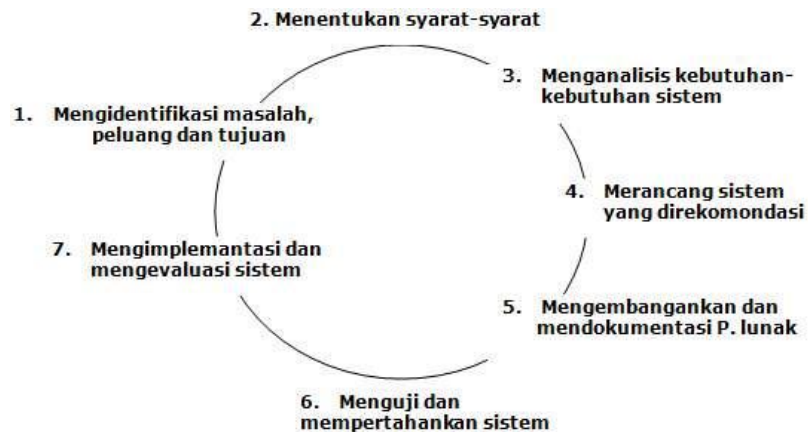 2. Menentukan syarat-syarat
3. Menganalisis kebutuhan-
kebutuhan sistem
1. Mengidentifikasi masalah,
peluang dan tujuan
4. Merancang sistem
yang direkomondasi
7. Mengimplemantasi dan
mengevaluasi sistem
5. Mengembangankan dan
mendokumentasi P. lunak
6. Menguji dan
mempertahankan sistem